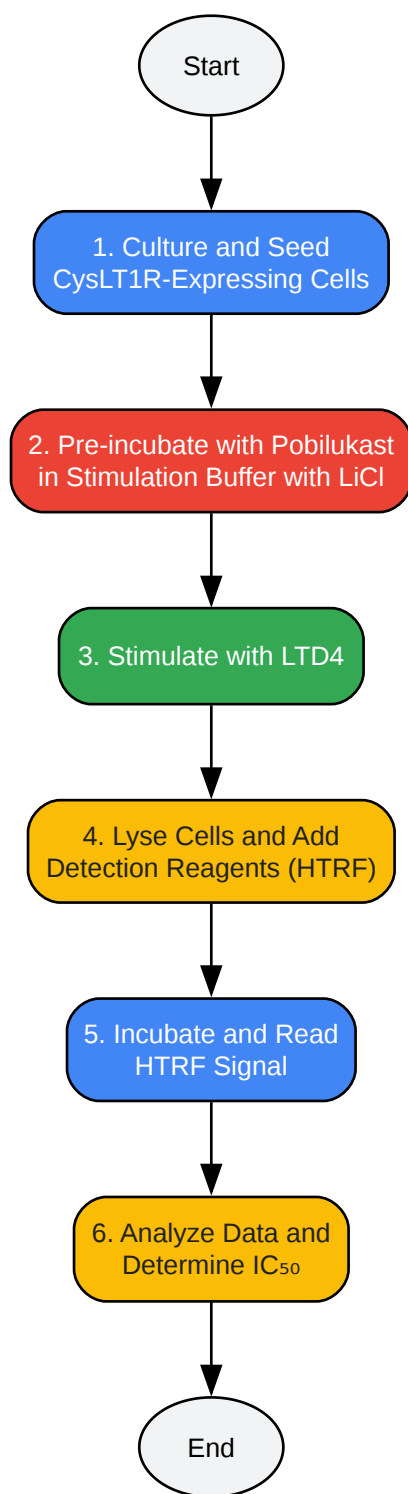 Start
1. Culture and Seed
CysLT1R-Expressing Cells
2. Pre-incubate with Pobilukast
in Stimulation Buffer with LiCl
3. Stimulate with LTD4
4. Lyse Cells and Add
Detection Reagents (HTRF)
5. Incubate and Read
HTRF Signal
6. Analyze Data and
Determine IC₅₀
End